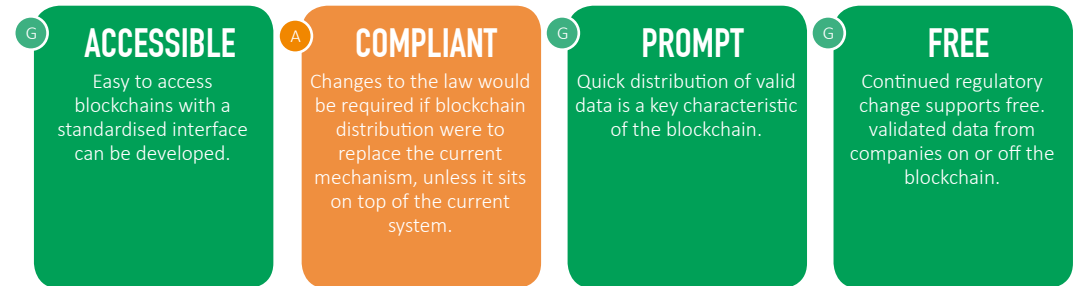 G
ACCESSIBLE
Easy to access
blockchains with a
standardised interface
can be developed.
A
COMPLIANT
Changes to the law would
be required if blockchain
distribution were to
replace the current
mechanism, unless it sits
on top of the current
system.
G
PROMPT
Quick distribution of valid
data is a key characteristic
of the blockchain.
G
FREE
Continued regulatory
change supports free.
validated data from
companies on or off the
blockchain.